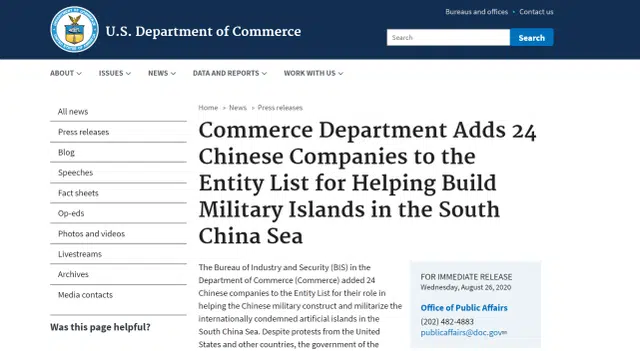 Bureaus and offices • Contact us
U.S. Department of Commerce
Search Search
ABOUT ISSUES NEWS DATA AND REPORTS WORK WITH US
All news
Press releases
Blog
Speeches
Fact sheets
Op-eds
Photos and videos
Livestreams
Archives
Media contacts
Was this page helpful?
Home > News > Press releases
Commerce Department Adds 24
Chinese Companies to the
Entity List for Helping Build
Military Islands in the South
China Sea
The Bureau of Industry and Security (BIS) in the
Department of Commerce (Commerce) added 24
Chinese companies to the Entity List for their role in
helping the Chinese military construct and militarize the
internationally condemned artificial islands in the
South China Sea. Despite protests from the United
States and other countries, the government of the
FOR IMMEDIATE RELEASE
Wednesday, August 26, 2020
Office of Public Affairs
(202) 482-4883
publicaffairs@doc.gov